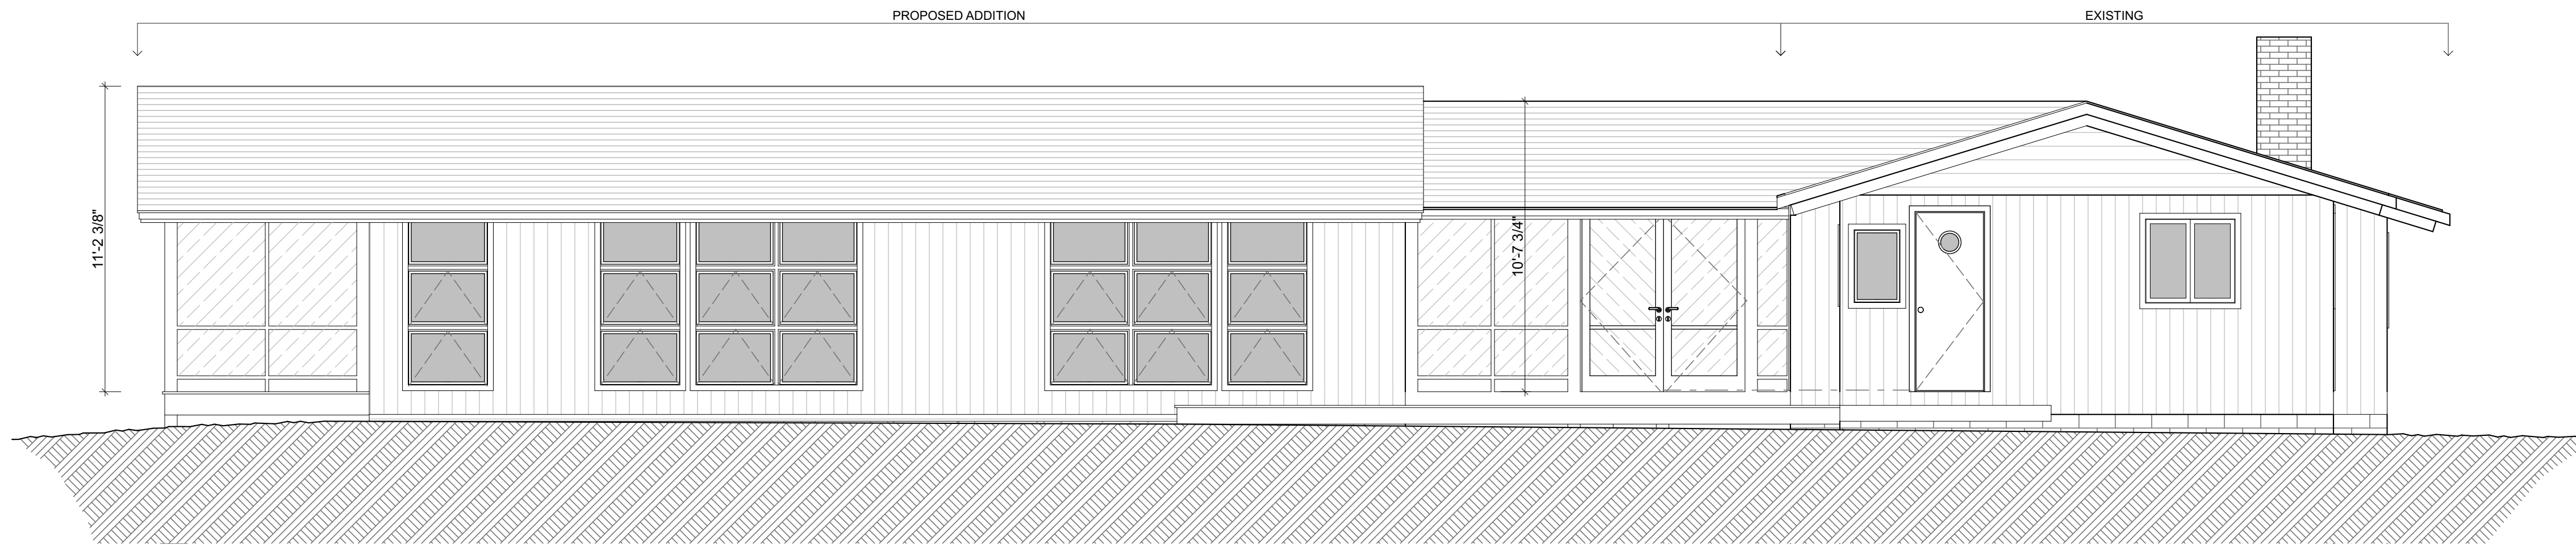 PROPOSED ADDITION
EXISTING
11'-2 3/8"
10'-7 3/4"